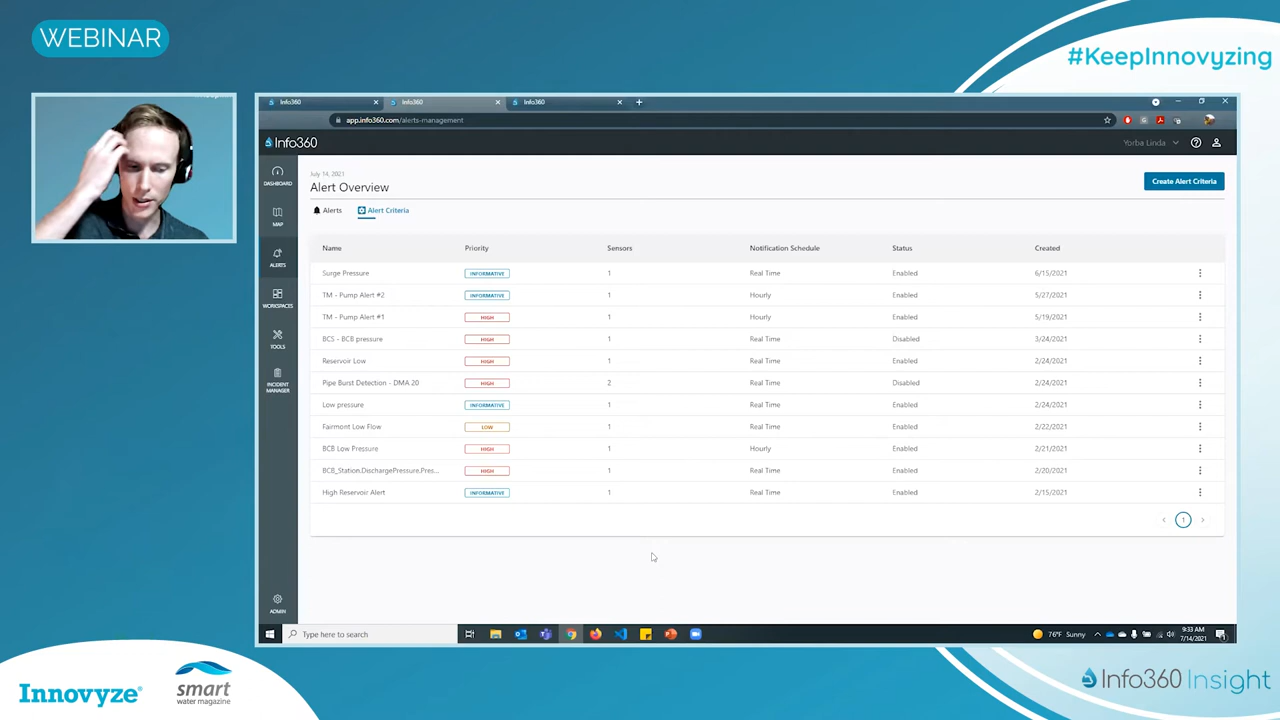 WEBINAR
#KeepInnovyzing
Info360
Info360
Info360
app.info360.com/alerts-management
Info360
Yorba Linda
DASHBOARD
MAP
ALERTS
WORKSPACES
TOOLS
INCIDENT
MANAGER
ADMIN
July 14, 2021
Alert Overview
Create Alert Criteria
Alerts
Alert Criteria
Name Priority Sensors Notification Schedule Status Created
Surge Pressure INFORMATIVE 1 Real Time Enabled 6/15/2021
TM - Pump Alert #2 INFORMATIVE 1 Hourly Enabled 5/27/2021
TM - Pump Alert #1 HIGH 1 Hourly Enabled 5/19/2021
BCS - BCB pressure HIGH 1 Real Time Disabled 3/24/2021
Reservoir Low HIGH 1 Real Time Enabled 2/24/2021
Pipe Burst Detection - DMA 20 HIGH 2 Real Time Disabled 2/24/2021
Low pressure INFORMATIVE 1 Real Time Enabled 2/24/2021
Fairmont Low Flow LOW 1 Real Time Enabled 2/22/2021
BCB Low Pressure HIGH 1 Hourly Enabled 2/21/2021
BCB_Station.DischargePressure.Pres... HIGH 1 Real Time Enabled 2/20/2021
High Reservoir Alert INFORMATIVE 1 Real Time Enabled 2/15/2021
1
Type here to search
76°F Sunny
9:33 AM
7/14/2021
Innovyze®
smart
water magazine
Info360 Insight